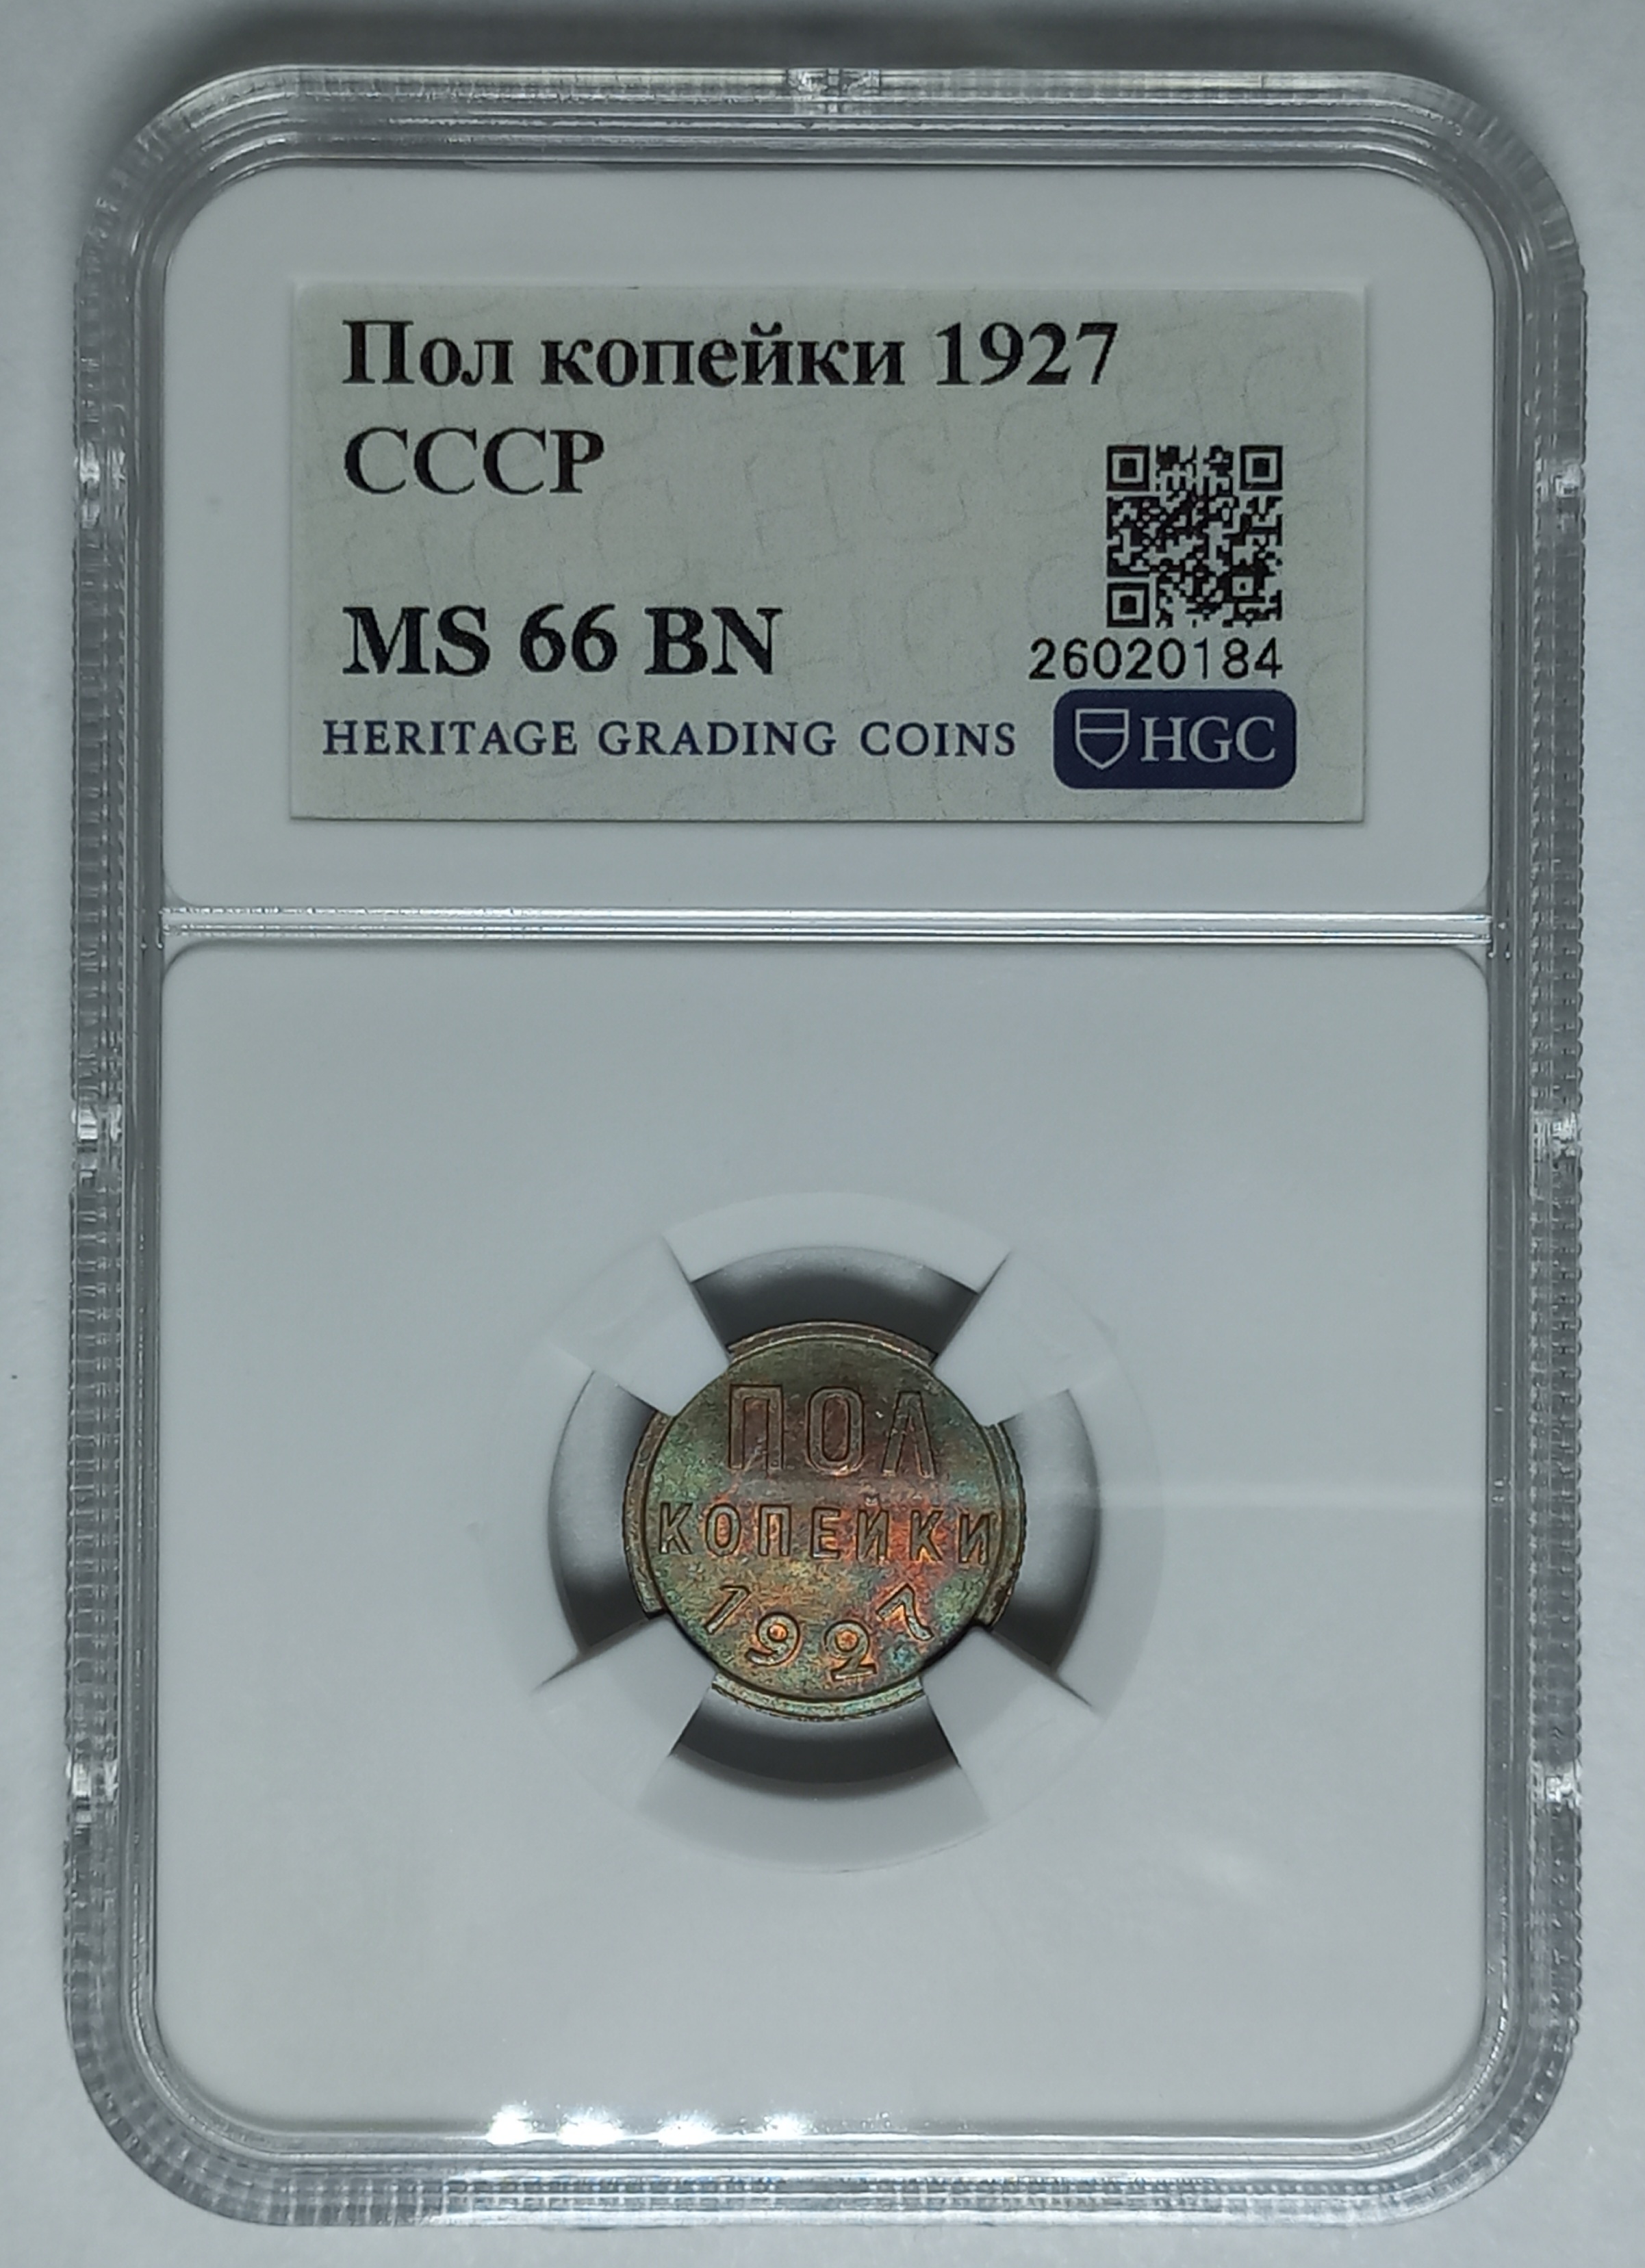 Пол копейки 1927
СССР
MS 66 BN
26020184
HERITAGE GRADING COINS HGC
ПОЛ
КОПЕЙКИ
1927